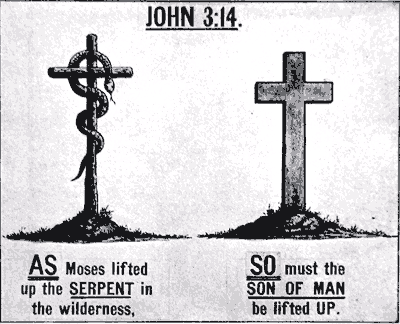 JOHN 3:14.
AS Moses lifted
up the SERPENT in
the wilderness,
SO must the
SON OF MAN
be lifted UP.